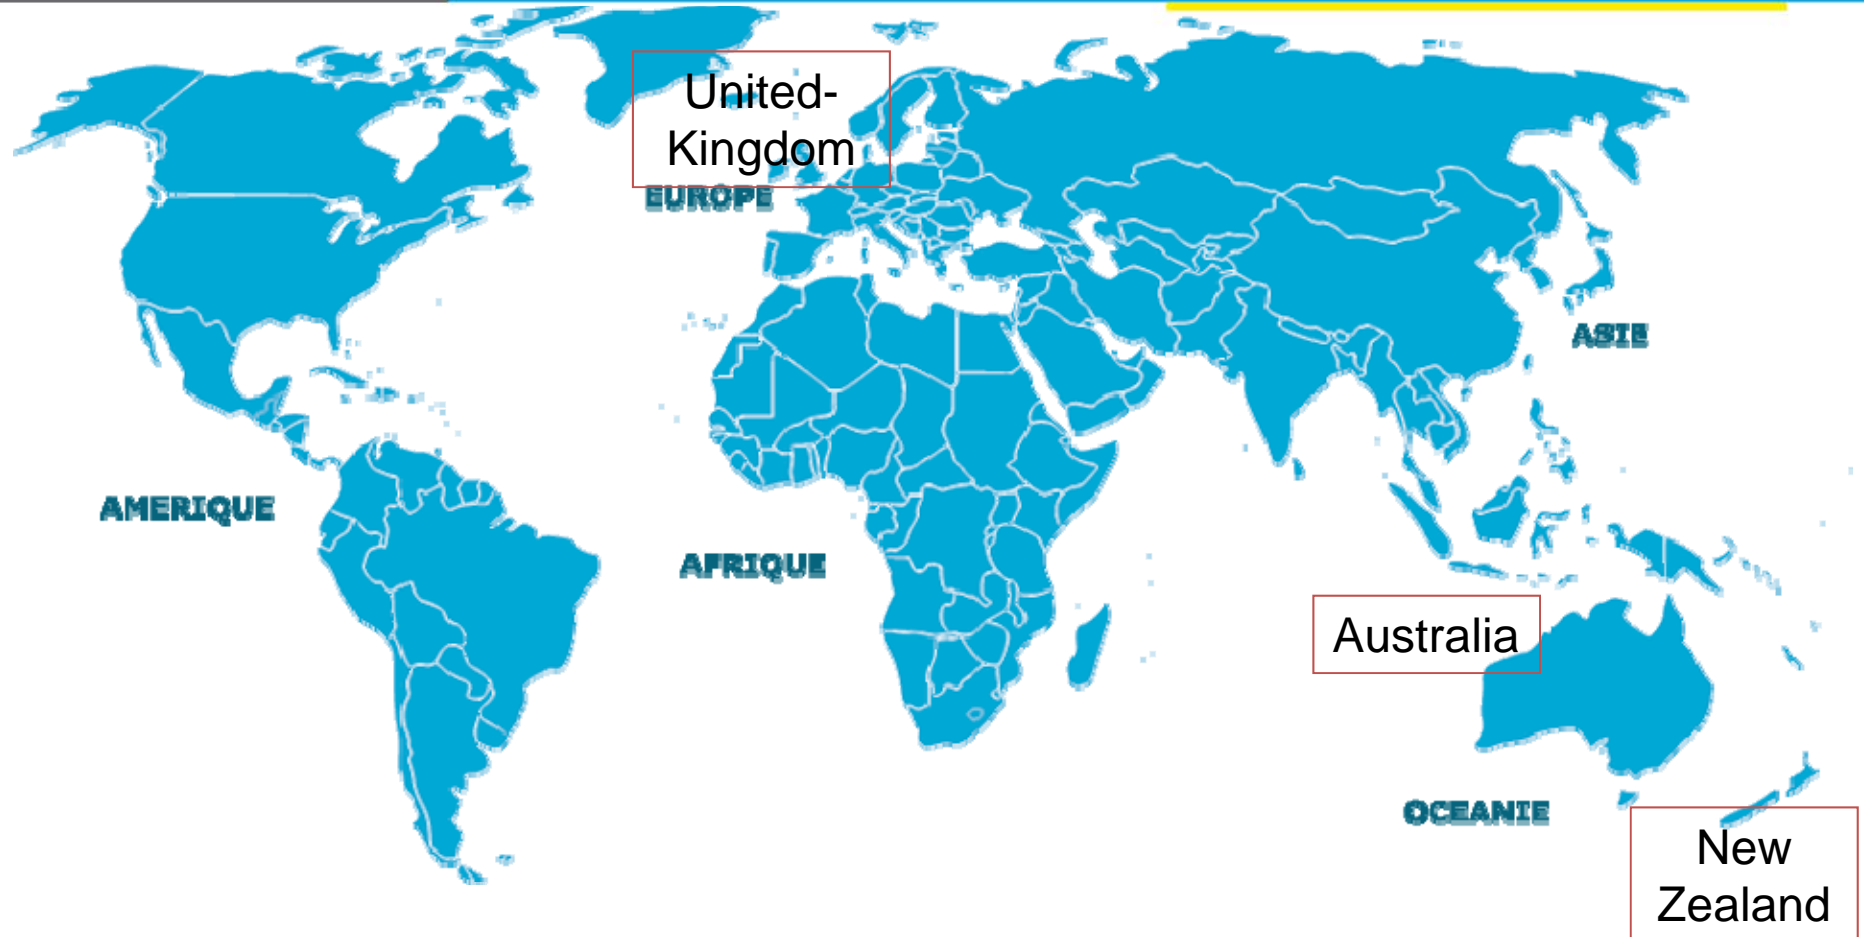 United-
Kingdom
EUROPE
ASIE
AMERIQUE
AFRIQUE
Australia
OCEANIE
New
Zealand